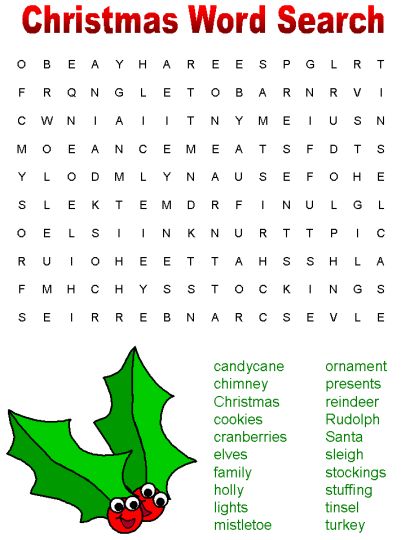 Christmas Word Search
O B E A Y H A R E E S P G L R T
F R Q N G L E T O B A R N R V I
C W N I A I I T N Y M E I U S N
M O E A N C E M E A T S F D T S
Y L O D M L Y N A U S E F O H E
S L E K T E M D R F I N U L G L
O E L S I I N K N U R T T P I C
R U I O H E E T T A H S S H L A
F M H C H Y S S T O C K I N G S
S E I R R E B N A R C S E V L E
candycane
chimney
Christmas
cookies
cranberries
elves
family
holly
lights
mistletoe
ornament
presents
reindeer
Rudolph
Santa
sleigh
stockings
stuffing
tinsel
turkey